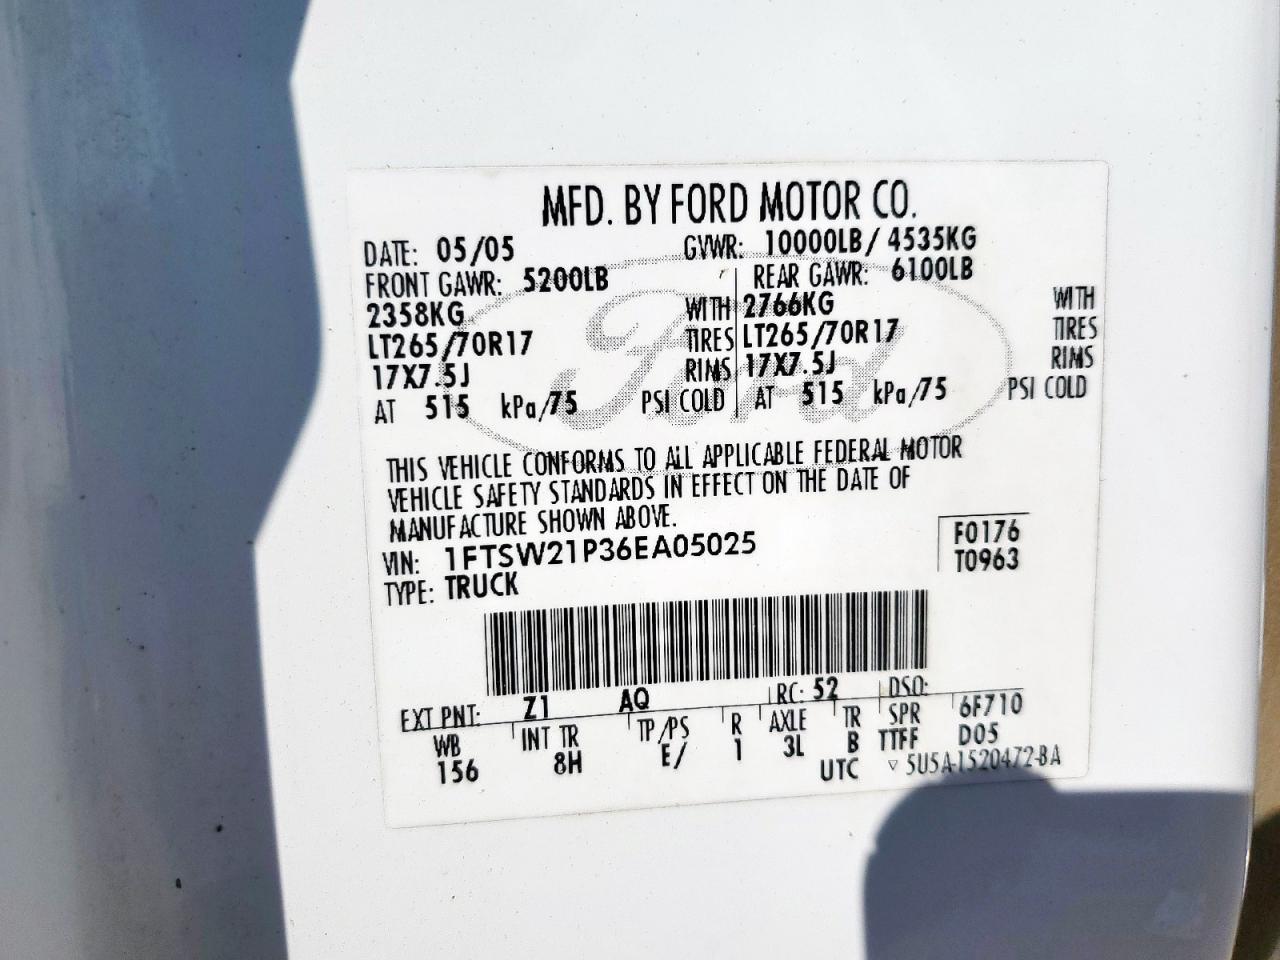 MFD. BY FORD MOTOR CO.
DATE: 05/05 GVWR: 10000LB/ 4535KG
FRONT GAWR: 5200LB REAR GAWR: 6100LB
2358KG WITH 2766KG WITH
LT265/70R17 TIRES LT265/70R17 TIRES
17X7.5J RIMS 17X7.5J RIMS
AT 515 kPa/75 PSI COLD AT 515 kPa/75 PSI COLD
Ford
THIS VEHICLE CONFORMS TO ALL APPLICABLE FEDERAL MOTOR
VEHICLE SAFETY STANDARDS IN EFFECT ON THE DATE OF
MANUFACTURE SHOWN ABOVE.
VIN: 1FTSW21P36EA05025 F0176
TYPE: TRUCK T0963
EXT PNT: Z1 AQ RC: 52 DSO:
WB INT TR TP/PS R AXLE TR SPR 6F710
156 8H E/ 1 3L B TTFF D05
UTC ▽ 5U5A-1520472-BA